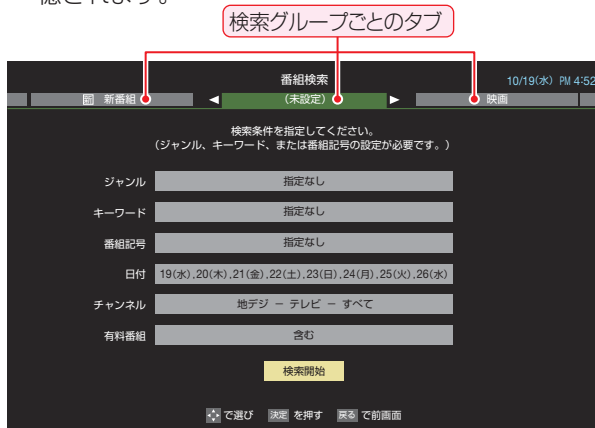 憶されます。
検索グループごとのタブ
番組検索 10/19(水) PM 4:52
新番組 ◀ (未設定) ▶ 映画
検索条件を指定してください。
(ジャンル、キーワード、または番組記号の設定が必要です。)
ジャンル 指定なし
キーワード 指定なし
番組記号 指定なし
日付 19(水),20(木),21(金),22(土),23(日),24(月),25(火),26(水)
チャンネル 地デジ － テレビ － すべて
有料番組 含む
検索開始
で選び 決定 を押す 戻る で前画面